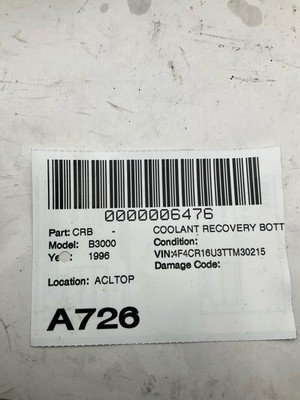 0000006476
Part: CRB - COOLANT RECOVERY BOTT
Model: B3000 Condition:
1996 VIN:4F4CR16U3TTM30215
Damage Code:
Location: ACLTOP
A726